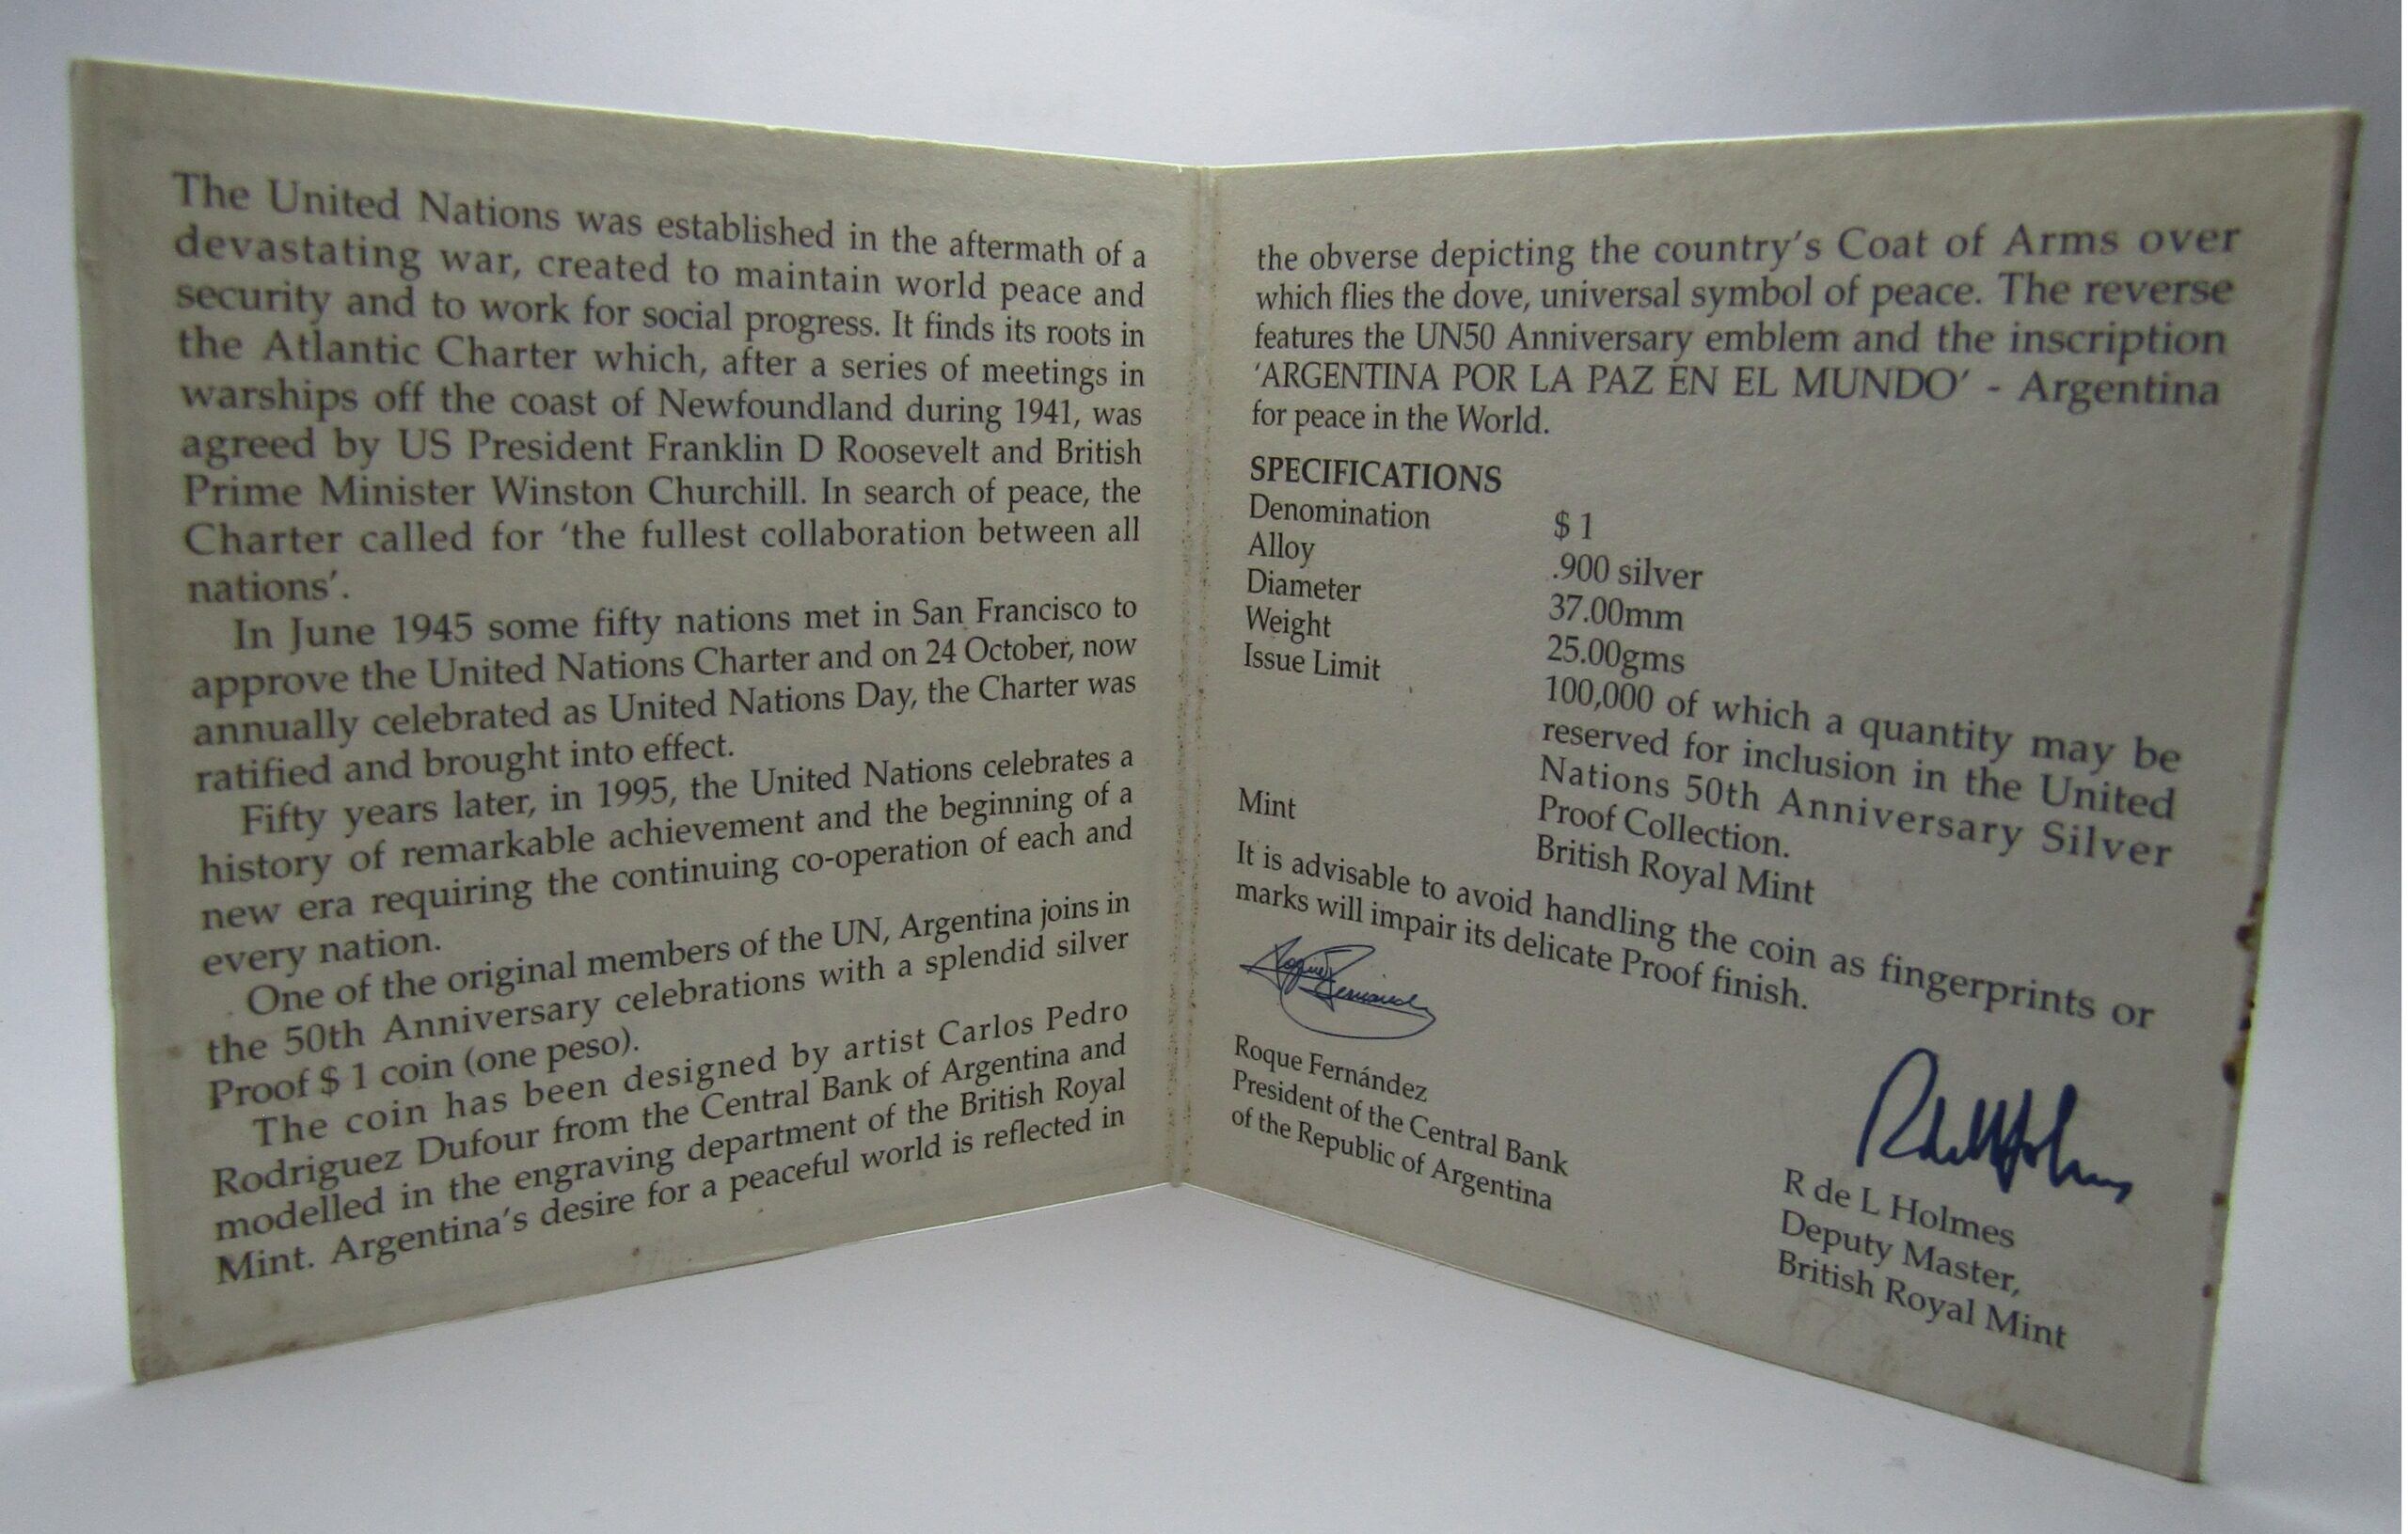 The United Nations was established in the aftermath of a
devastating war, created to maintain world peace and
security and to work for social progress. It finds its roots in
the Atlantic Charter which, after a series of meetings in
warships off the coast of Newfoundland during 1941, was
agreed by US President Franklin D Roosevelt and British
Prime Minister Winston Churchill. In search of peace, the
Charter called for ‘the fullest collaboration between all
nations’.
In June 1945 some fifty nations met in San Francisco to
approve the United Nations Charter and on 24 October, now
annually celebrated as United Nations Day, the Charter was
ratified and brought into effect.
Fifty years later, in 1995, the United Nations celebrates a
history of remarkable achievement and the beginning of a
new era requiring the continuing co-operation of each and
every nation.
One of the original members of the UN, Argentina joins in
the 50th Anniversary celebrations with a splendid silver
Proof $ 1 coin (one peso).
The coin has been designed by artist Carlos Pedro
Rodriguez Dufour from the Central Bank of Argentina and
modelled in the engraving department of the British Royal
Mint. Argentina’s desire for a peaceful world is reflected in
the obverse depicting the country’s Coat of Arms over
which flies the dove, universal symbol of peace. The reverse
features the UN50 Anniversary emblem and the inscription
‘ARGENTINA POR LA PAZ EN EL MUNDO’ - Argentina
for peace in the World.
SPECIFICATIONS
Denomination $ 1
Alloy .900 silver
Diameter 37.00mm
Weight 25.00gms
Issue Limit 100,000 of which a quantity may be
reserved for inclusion in the United
Nations 50th Anniversary Silver
Proof Collection.
Mint British Royal Mint
It is advisable to avoid handling the coin as fingerprints or
marks will impair its delicate Proof finish.
Roque Fernández
President of the Central Bank
of the Republic of Argentina
R de L Holmes
Deputy Master,
British Royal Mint